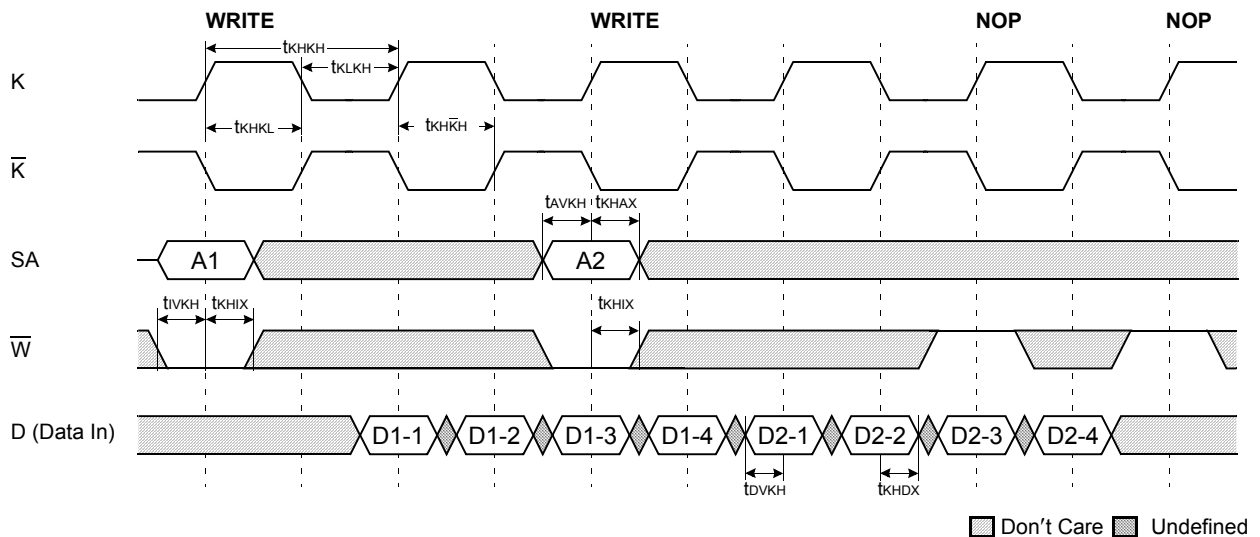 WRITE WRITE NOP NOP
tKHKH
tKLKH
K
tKHKL tKHK̅H
K̅
tAVKH tKHAX
SA A1 A2
tIVKH tKHIX tKHIX
W̅
D (Data In) D1-1 D1-2 D1-3 D1-4 D2-1 D2-2 D2-3 D2-4
tDVKH tKHDX
Don't Care Undefined